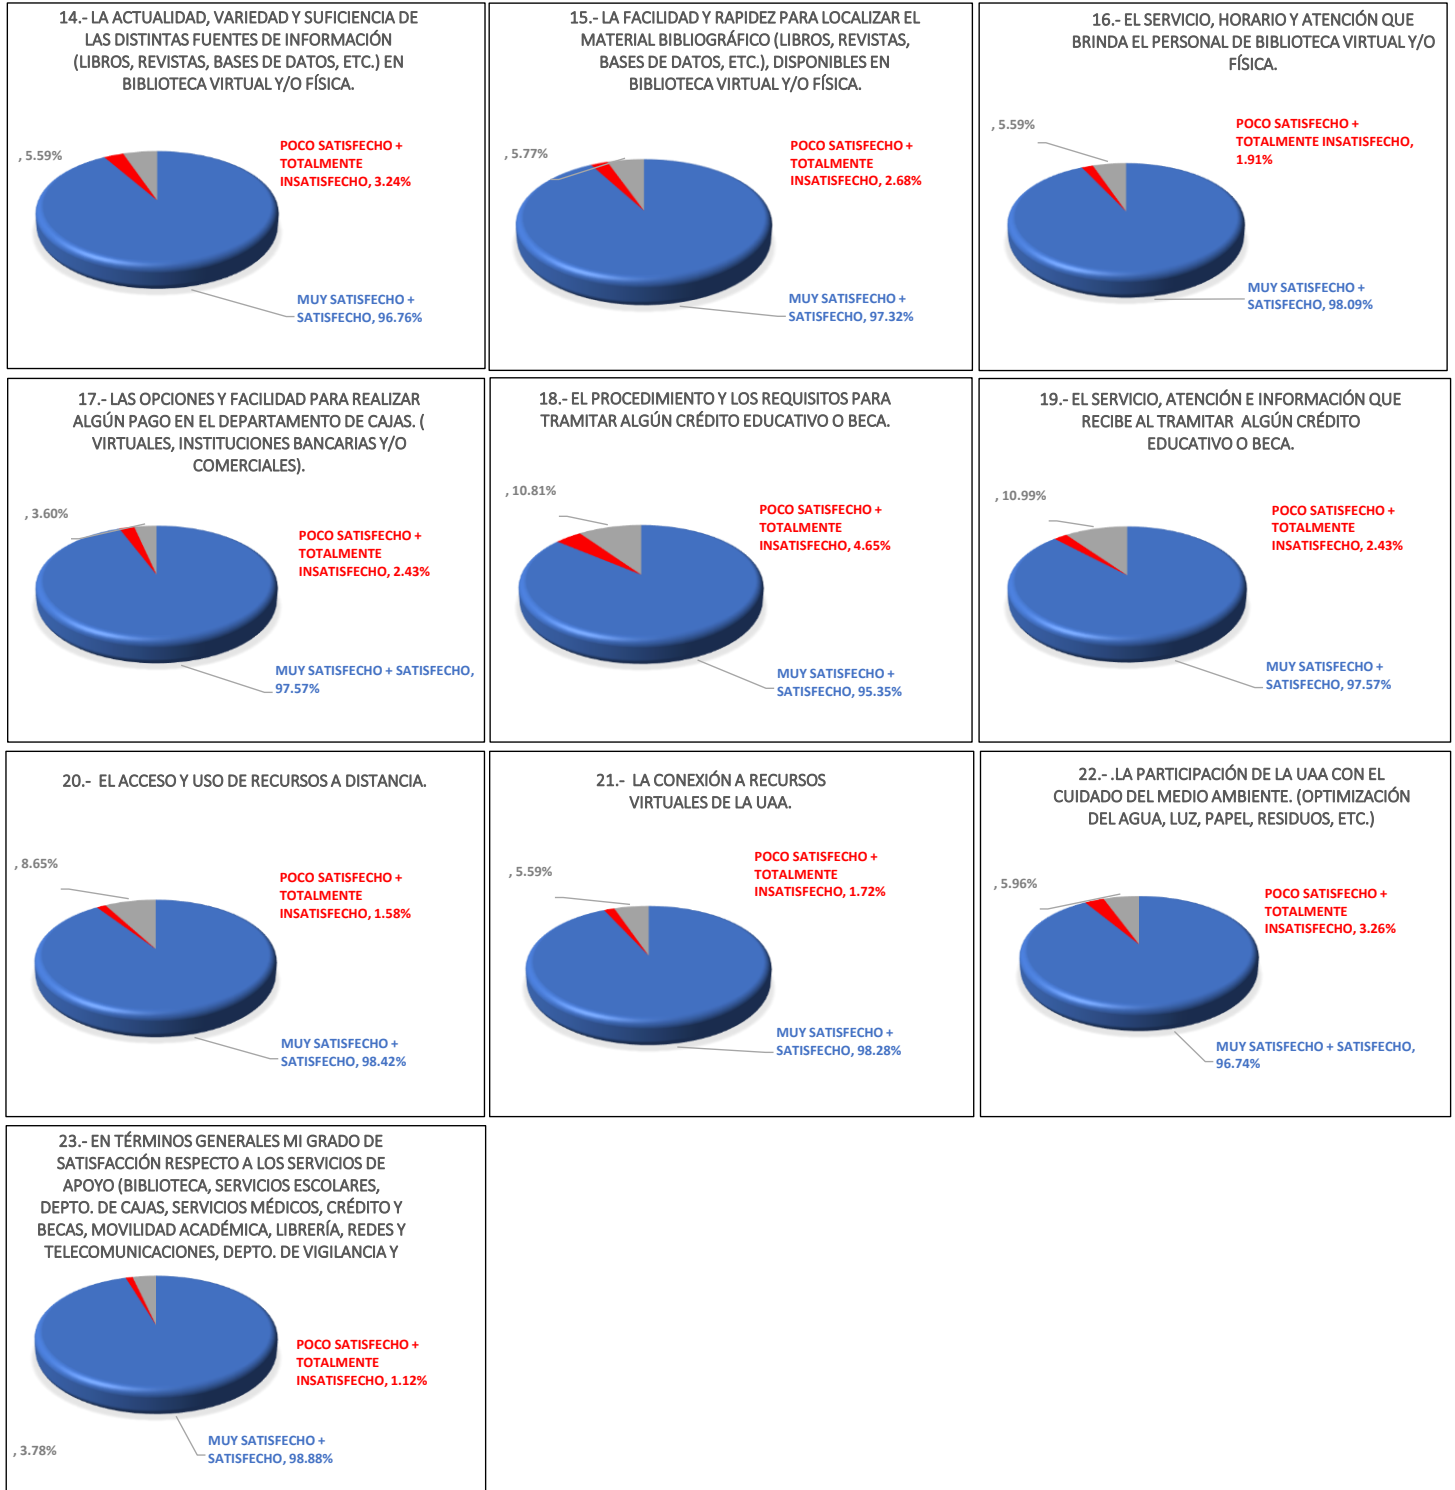 14.- LA ACTUALIDAD, VARIEDAD Y SUFICIENCIA DE
LAS DISTINTAS FUENTES DE INFORMACIÓN
(LIBROS, REVISTAS, BASES DE DATOS, ETC.) EN
BIBLIOTECA VIRTUAL Y/O FÍSICA.
, 5.59%
POCO SATISFECHO +
TOTALMENTE
INSATISFECHO, 3.24%
MUY SATISFECHO +
SATISFECHO, 96.76%
15.- LA FACILIDAD Y RAPIDEZ PARA LOCALIZAR EL
MATERIAL BIBLIOGRÁFICO (LIBROS, REVISTAS,
BASES DE DATOS, ETC.), DISPONIBLES EN
BIBLIOTECA VIRTUAL Y/O FÍSICA.
, 5.77%
POCO SATISFECHO +
TOTALMENTE
INSATISFECHO, 2.68%
MUY SATISFECHO +
SATISFECHO, 97.32%
16.- EL SERVICIO, HORARIO Y ATENCIÓN QUE
BRINDA EL PERSONAL DE BIBLIOTECA VIRTUAL Y/O
FÍSICA.
, 5.59%
POCO SATISFECHO +
TOTALMENTE INSATISFECHO,
1.91%
MUY SATISFECHO +
SATISFECHO, 98.09%
17.- LAS OPCIONES Y FACILIDAD PARA REALIZAR
ALGÚN PAGO EN EL DEPARTAMENTO DE CAJAS. (
VIRTUALES, INSTITUCIONES BANCARIAS Y/O
COMERCIALES).
, 3.60%
POCO SATISFECHO +
TOTALMENTE
INSATISFECHO, 2.43%
MUY SATISFECHO + SATISFECHO,
97.57%
18.- EL PROCEDIMIENTO Y LOS REQUISITOS PARA
TRAMITAR ALGÚN CRÉDITO EDUCATIVO O BECA.
, 10.81%
POCO SATISFECHO +
TOTALMENTE
INSATISFECHO, 4.65%
MUY SATISFECHO +
SATISFECHO, 95.35%
19.- EL SERVICIO, ATENCIÓN E INFORMACIÓN QUE
RECIBE AL TRAMITAR ALGÚN CRÉDITO
EDUCATIVO O BECA.
, 10.99%
POCO SATISFECHO +
TOTALMENTE
INSATISFECHO, 2.43%
MUY SATISFECHO +
SATISFECHO, 97.57%
20.- EL ACCESO Y USO DE RECURSOS A DISTANCIA.
, 8.65%
POCO SATISFECHO +
TOTALMENTE
INSATISFECHO, 1.58%
MUY SATISFECHO +
SATISFECHO, 98.42%
21.- LA CONEXIÓN A RECURSOS
VIRTUALES DE LA UAA.
, 5.59%
POCO SATISFECHO +
TOTALMENTE
INSATISFECHO, 1.72%
MUY SATISFECHO +
SATISFECHO, 98.28%
22.- .LA PARTICIPACIÓN DE LA UAA CON EL
CUIDADO DEL MEDIO AMBIENTE. (OPTIMIZACIÓN
DEL AGUA, LUZ, PAPEL, RESIDUOS, ETC.)
, 5.96%
POCO SATISFECHO +
TOTALMENTE
INSATISFECHO, 3.26%
MUY SATISFECHO + SATISFECHO,
96.74%
23.- EN TÉRMINOS GENERALES MI GRADO DE
SATISFACCIÓN RESPECTO A LOS SERVICIOS DE
APOYO (BIBLIOTECA, SERVICIOS ESCOLARES,
DEPTO. DE CAJAS, SERVICIOS MÉDICOS, CRÉDITO Y
BECAS, MOVILIDAD ACADÉMICA, LIBRERÍA, REDES Y
TELECOMUNICACIONES, DEPTO. DE VIGILANCIA Y
POCO SATISFECHO +
TOTALMENTE
INSATISFECHO, 1.12%
MUY SATISFECHO +
SATISFECHO, 98.88%
, 3.78%